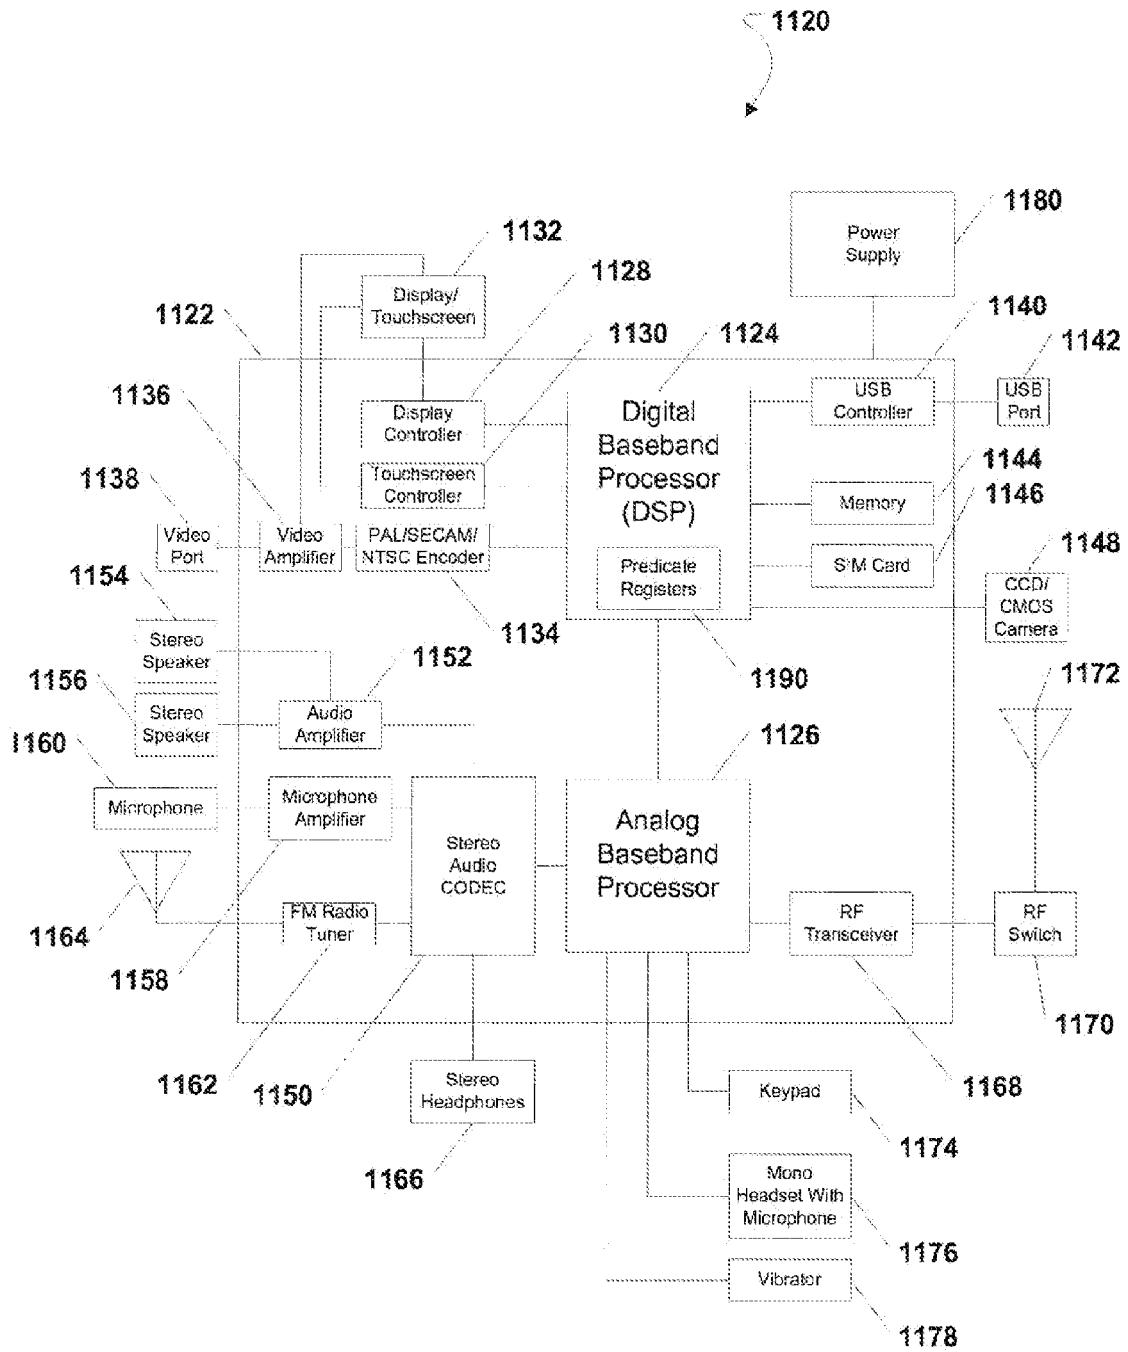 1120
1180
Power
Supply
1132
1128
Display/
Touchscreen
1122
1130
1124
1140
1142
1136
Display
Controller
Digital
Baseband
Processor
(DSP)
USB
Controller
USB
Port
1138
Touchscreen
Controller
Memory
1144
1146
Video
Port
Video
Amplifier
PAL/SECAM/
NTSC Encoder
Predicate
Registers
SIM Card
1148
CCD/
CMOS
Camera
1154
1134
Stereo
Speaker
1152
1190
1172
1156
Stereo
Speaker
Audio
Amplifier
1126
1160
Microphone
Microphone
Amplifier
Stereo
Audio
CODEC
Analog
Baseband
Processor
1164
FM Radio
Tuner
RF
Transceiver
RF
Switch
1158
1170
1162
1150
Stereo
Headphones
Keypad
1168
1174
1166
Mono
Headset With
Microphone
1176
Vibrator
1178